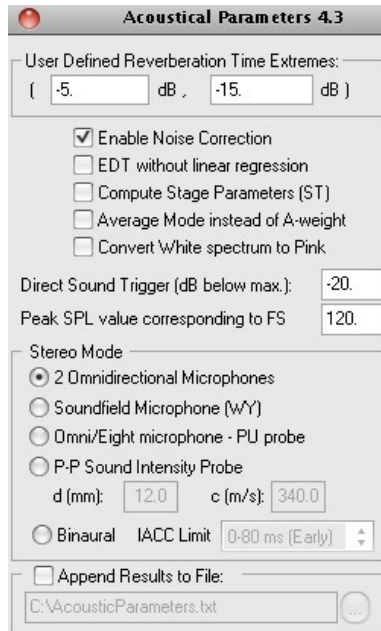 Acoustical Parameters 4.3
User Defined Reverberation Time Extremes:
( -5. dB , -15. dB )
Enable Noise Correction
EDT without linear regression
Compute Stage Parameters (ST)
Average Mode instead of A-weight
Convert White spectrum to Pink
Direct Sound Trigger (dB below max.): -20.
Peak SPL value corresponding to FS 120.
Stereo Mode
2 Omnidirectional Microphones
Soundfield Microphone (WY)
Omni/Eight microphone - PU probe
P-P Sound Intensity Probe
d (mm): 12.0 c (m/s): 340.0
Binaural IACC Limit 0-80 ms (Early)
Append Results to File:
C:\AcousticParameters.txt ...